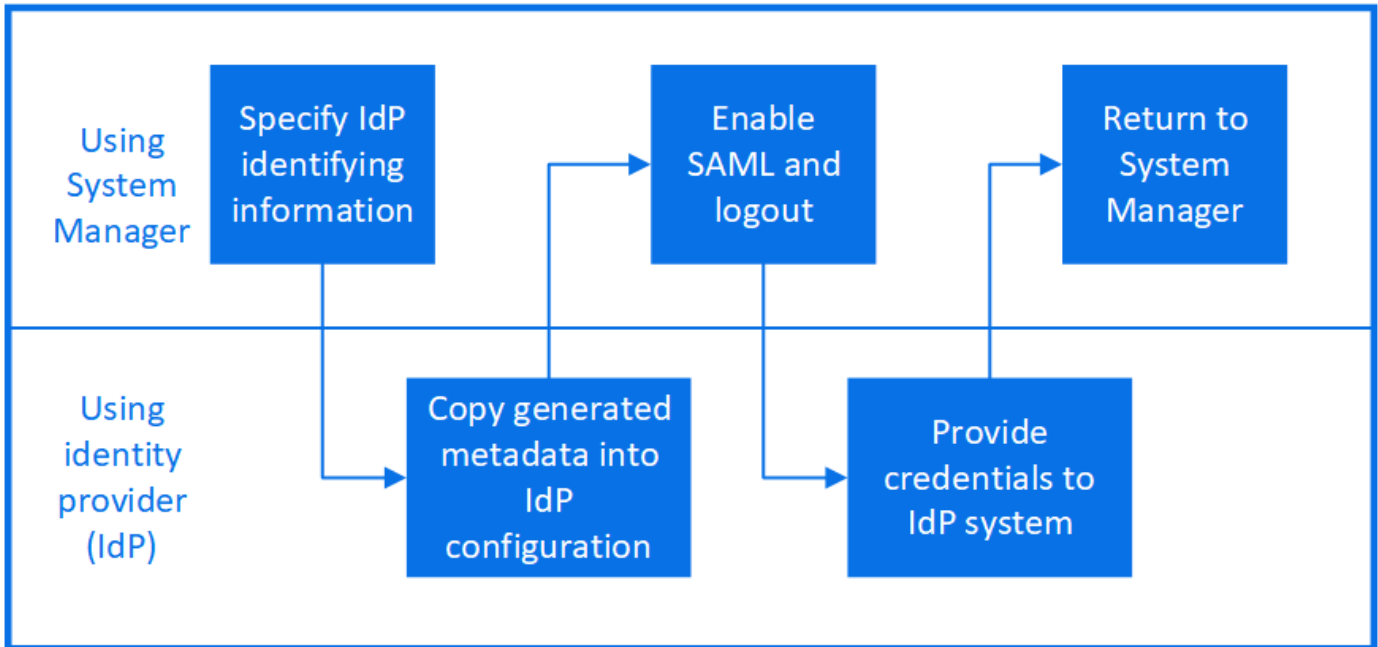 Using
System
Manager
Specify IdP
identifying
information
Enable
SAML and
logout
Return to
System
Manager
Using
identity
provider
(IdP)
Copy generated
metadata into
IdP
configuration
Provide
credentials to
IdP system